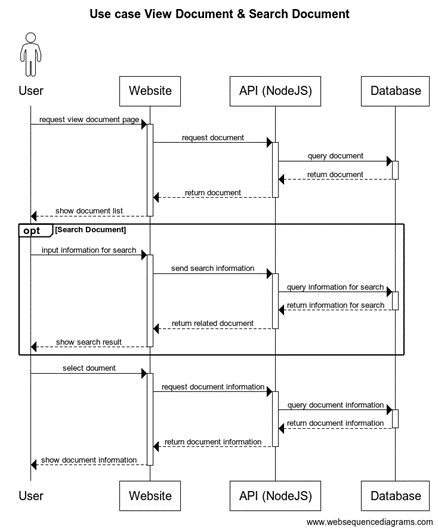 Use case View Document & Search Document
User
Website
API (NodeJS)
Database
request view document page
request document
query document
return document
return document
show document list
opt
[Search Document]
input information for search
send search information
query information for search
return information for search
return related document
show search result
select doument
request document information
query document information
return document information
return document information
show document information
User
Website
API (NodeJS)
Database
www.websequencediagrams.com